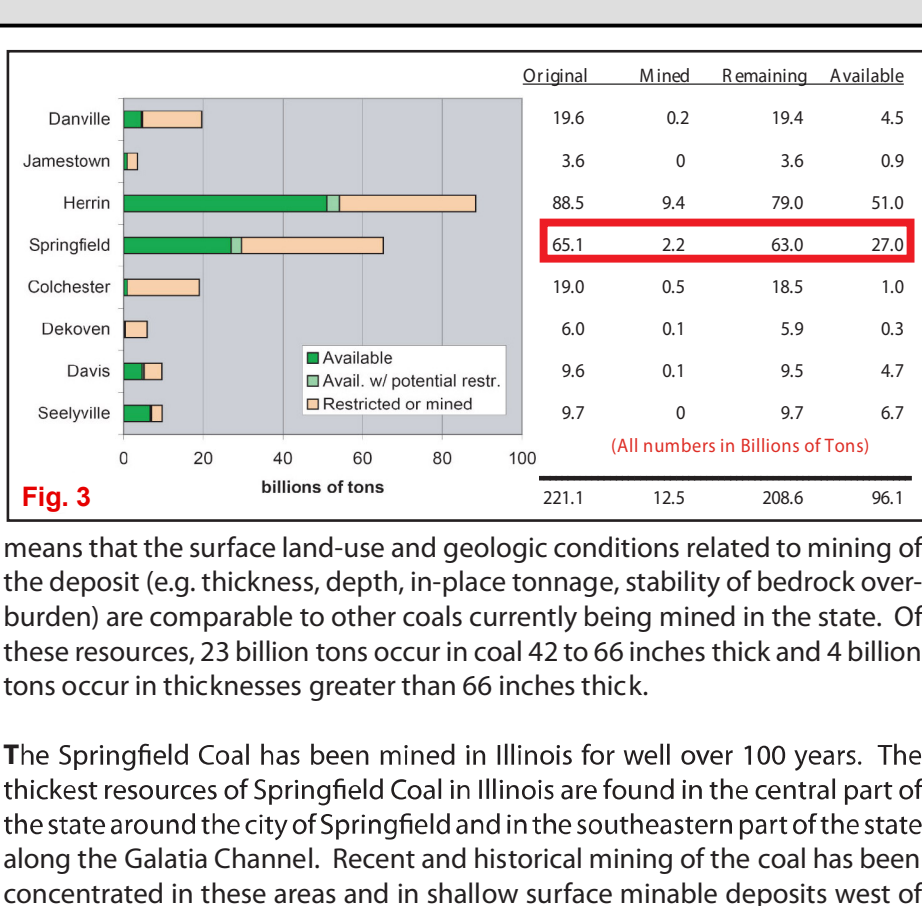 Original Mined Remaining Available
Danville 19.6 0.2 19.4 4.5
Jamestown 3.6 0 3.6 0.9
Herrin 88.5 9.4 79.0 51.0
Springfield 65.1 2.2 63.0 27.0
Colchester 19.0 0.5 18.5 1.0
Dekoven 6.0 0.1 5.9 0.3
Available
Davis 9.6 0.1 9.5 4.7
Avail. w/ potential restr.
Restricted or mined
Seelyville 9.7 0 9.7 6.7
(All numbers in Billions of Tons)
0 20 40 60 80 100
billions of tons
Fig. 3 221.1 12.5 208.6 96.1
means that the surface land-use and geologic conditions related to mining of
the deposit (e.g. thickness, depth, in-place tonnage, stability of bedrock over-
burden) are comparable to other coals currently being mined in the state. Of
these resources, 23 billion tons occur in coal 42 to 66 inches thick and 4 billion
tons occur in thicknesses greater than 66 inches thick.
The Springfield Coal has been mined in Illinois for well over 100 years. The
thickest resources of Springfield Coal in Illinois are found in the central part of
the state around the city of Springfield and in the southeastern part of the state
along the Galatia Channel. Recent and historical mining of the coal has been
concentrated in these areas and in shallow surface minable deposits west of